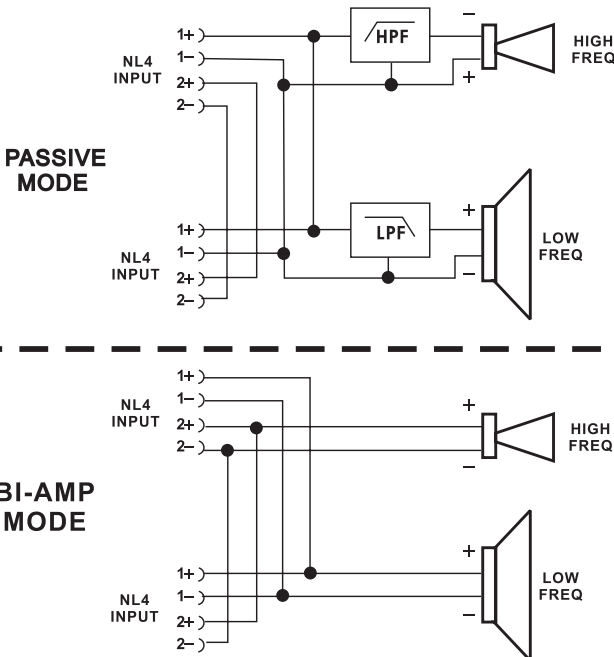 PASSIVE
MODE
NL4
INPUT
1+
1–
2+
2–
HPF
–
+
HIGH
FREQ
NL4
INPUT
1+
1–
2+
2–
LPF
+
–
LOW
FREQ
BI-AMP
MODE
NL4
INPUT
1+
1–
2+
2–
+
–
HIGH
FREQ
NL4
INPUT
1+
1–
2+
2–
+
–
LOW
FREQ